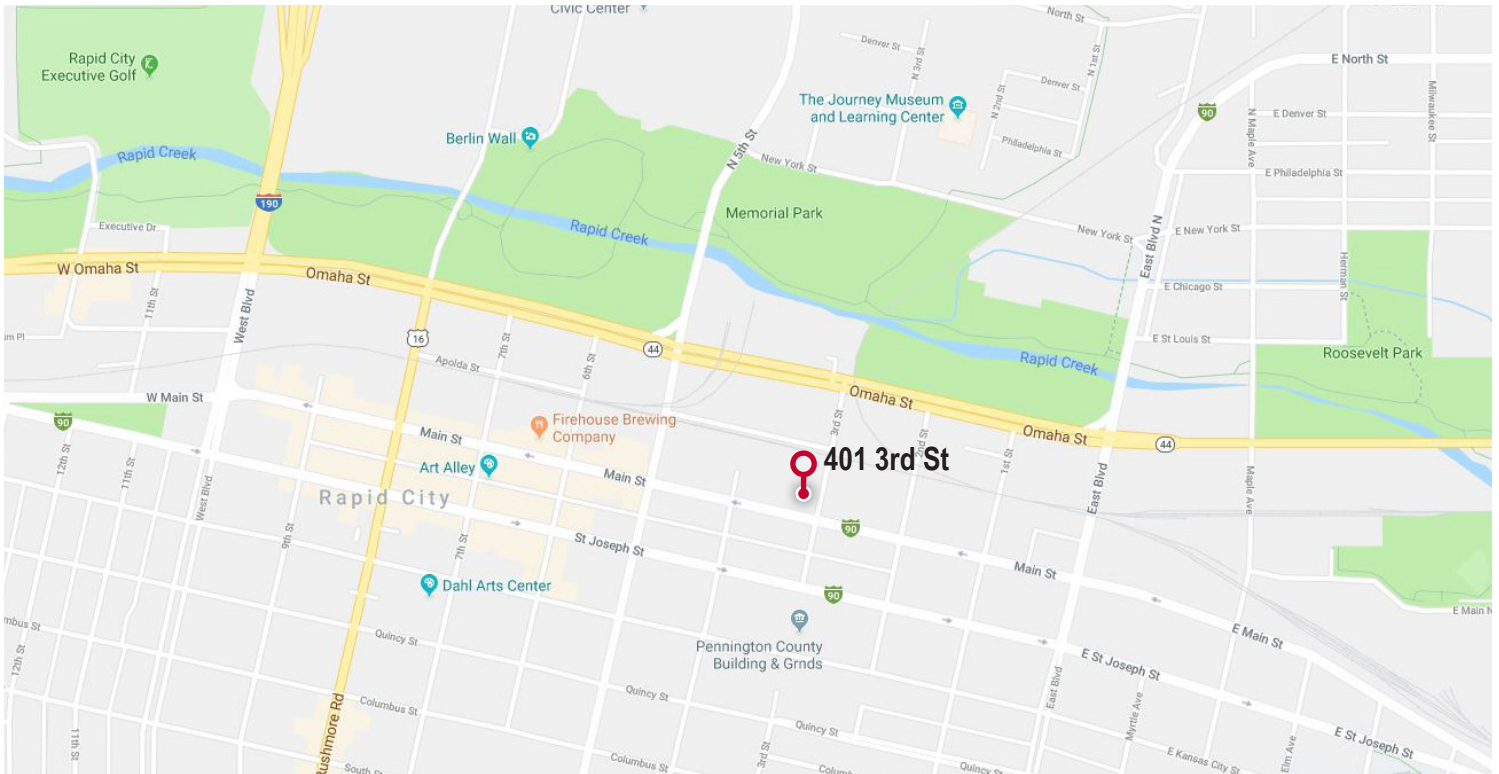 Civic Center
North St
Rapid City
Executive Golf
Denver St
N 3rd St
N 1st St
E North St
The Journey Museum
and Learning Center
Denver St
N 2nd St
Milwaukee St
90
N Maple Ave
E Denver St
Berlin Wall
Philadelphia St
Rapid Creek
N 5th St
New York St
E Philadelphia St
190
Memorial Park
Executive Dr
Rapid Creek
New York St
E New York St
East Blvd N
W Omaha St
Omaha St
Herman St
E Chicago St
11th St
West Blvd
16
7th St
44
E St Louis St
Roosevelt Park
Rapid Creek
Apolda St
6th St
W Main St
Omaha St
90
Firehouse Brewing
Company
3rd St
Omaha St
44
Main St
2nd St
401 3rd St
1st St
12th St
11th St
Art Alley
Main St
East Blvd
Maple Ave
Rapid City
West Blvd
9th St
90
St Joseph St
7th St
Main St
Dahl Arts Center
90
E Main
Quincy St
Pennington County
Building & Grnds
E Main St
12th St
E St Joseph St
Quincy St
East Blvd
Columbus St
Myrtle Ave
Rushmore Rd
Quincy St
11th St
3rd St
E St Joseph St
South St
Columbus St
Quincy St
E Kansas City St
Elm Ave